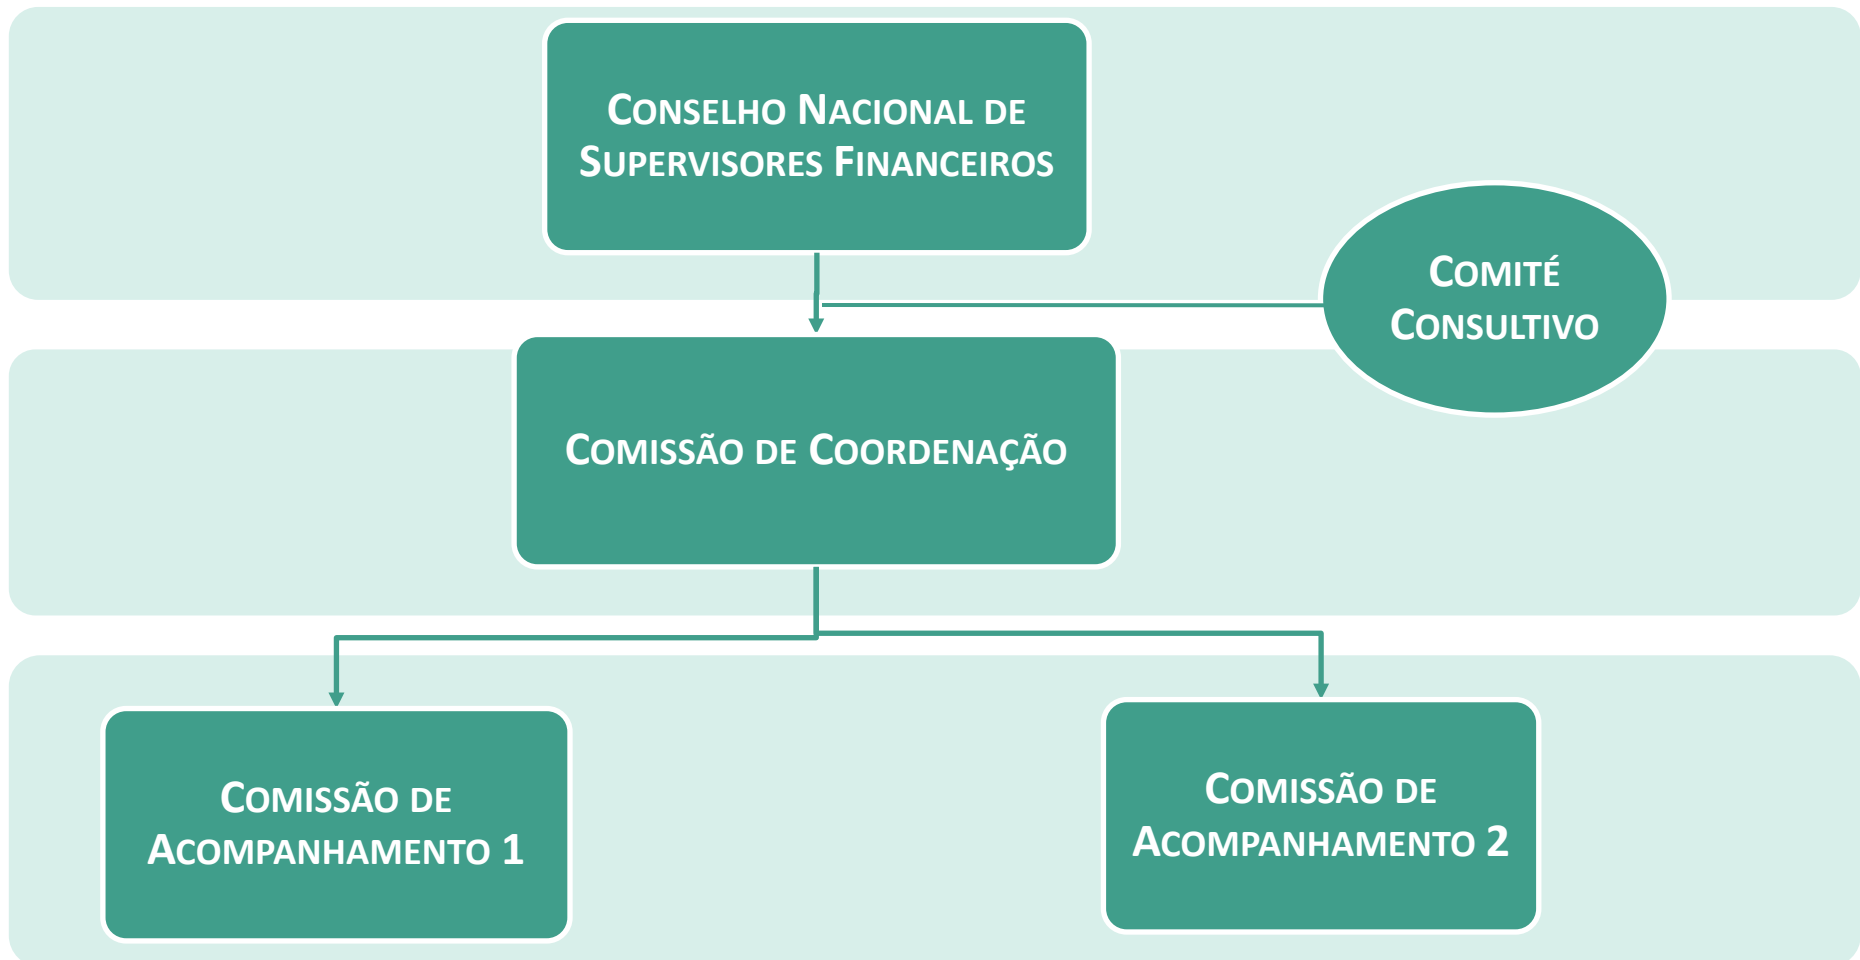 Conselho Nacional de
Supervisores Financeiros
Comité
Consultivo
Comissão de Coordenação
Comissão de
Acompanhamento 1
Comissão de
Acompanhamento 2